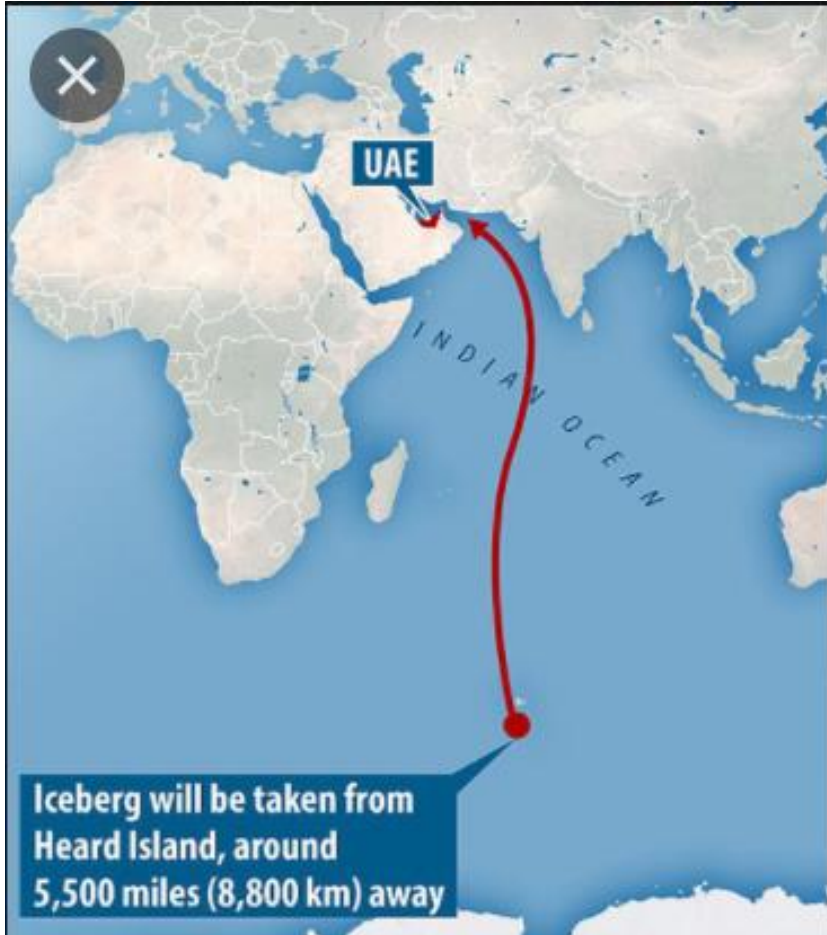 UAE
INDIAN OCEAN
Iceberg will be taken from
Heard Island, around
5,500 miles (8,800 km) away